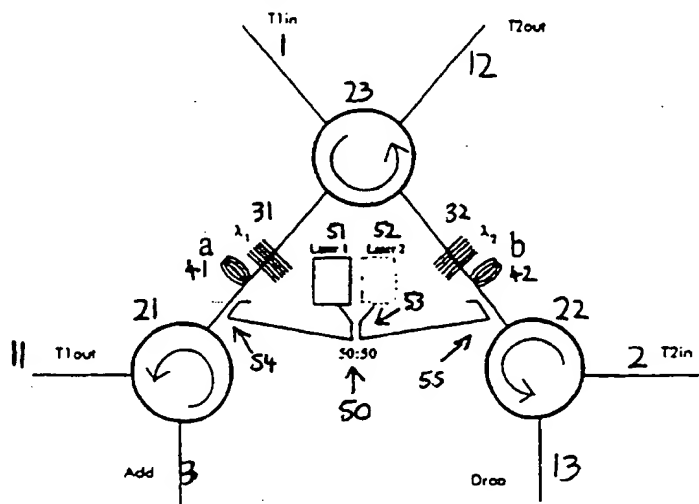 T1in
T2out
1
12
23
31
51
52
32
λ₁
λ₂
a
b
Laser 1
Laser 2
41
42
53
21
22
11
T1out
54
50:50
55
2
T2in
50
Add
3
Drop
13